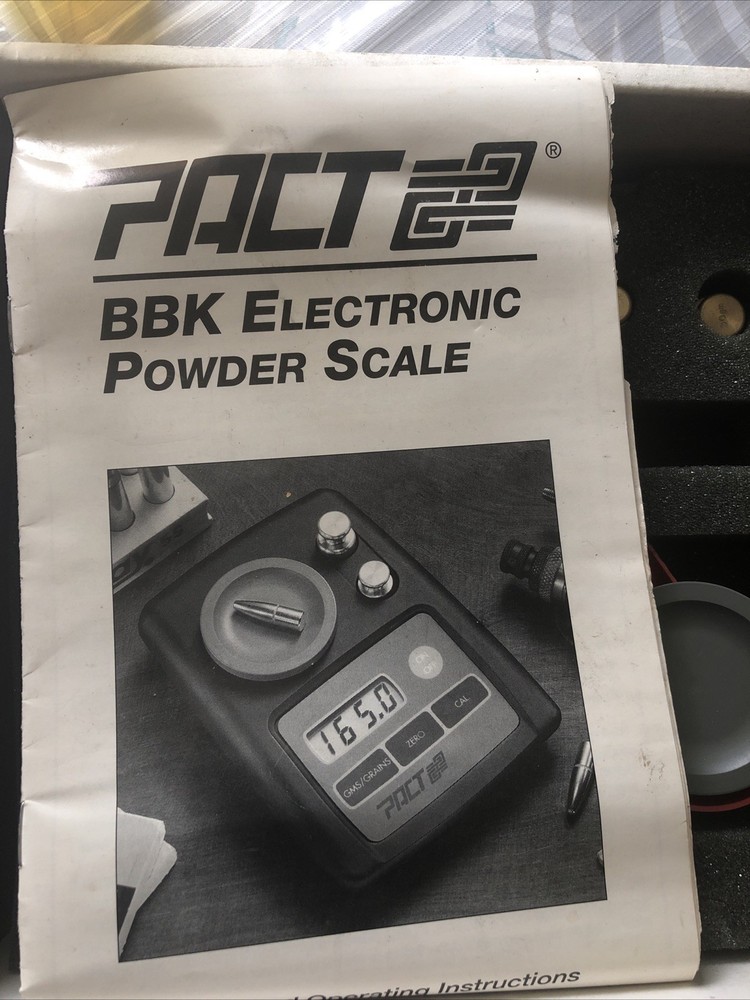 PACT ®
BBK ELECTRONIC
POWDER SCALE
165.0
ON
OFF
GMS/GRAINS
ZERO
CAL
PACT
Operating Instructions